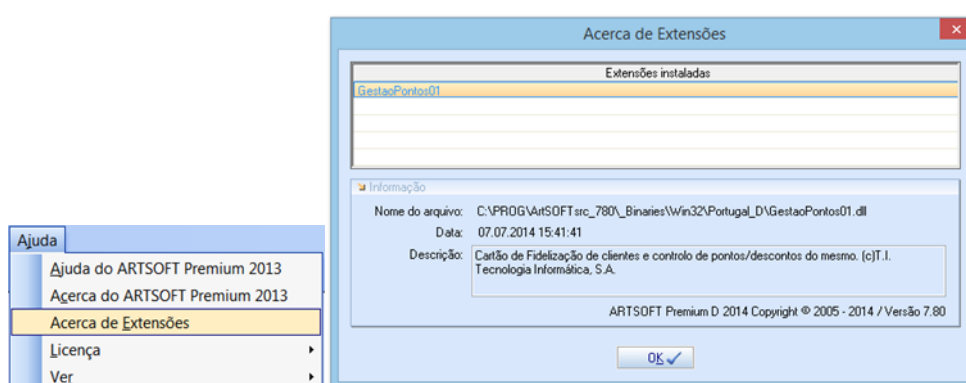 Ajuda
Ajuda do ARTSOFT Premium 2013
Acerca do ARTSOFT Premium 2013
Acerca de Extensões
Licença
Ver
Acerca de Extensões
Extensões instaladas
GestaoPontos01
Informação
Nome do arquivo: C:\PROG\ArtSOFTsrc_780\_Binaries\Win32\Portugal_D\GestaoPontos01.dll
Data: 07.07.2014 15:41:41
Descrição: Cartão de Fidelização de clientes e controlo de pontos/descontos do mesmo. (c)T.I.
Tecnologia Informática, S.A.
ARTSOFT Premium D 2014 Copyright © 2005 - 2014 / Versão 7.80
OK